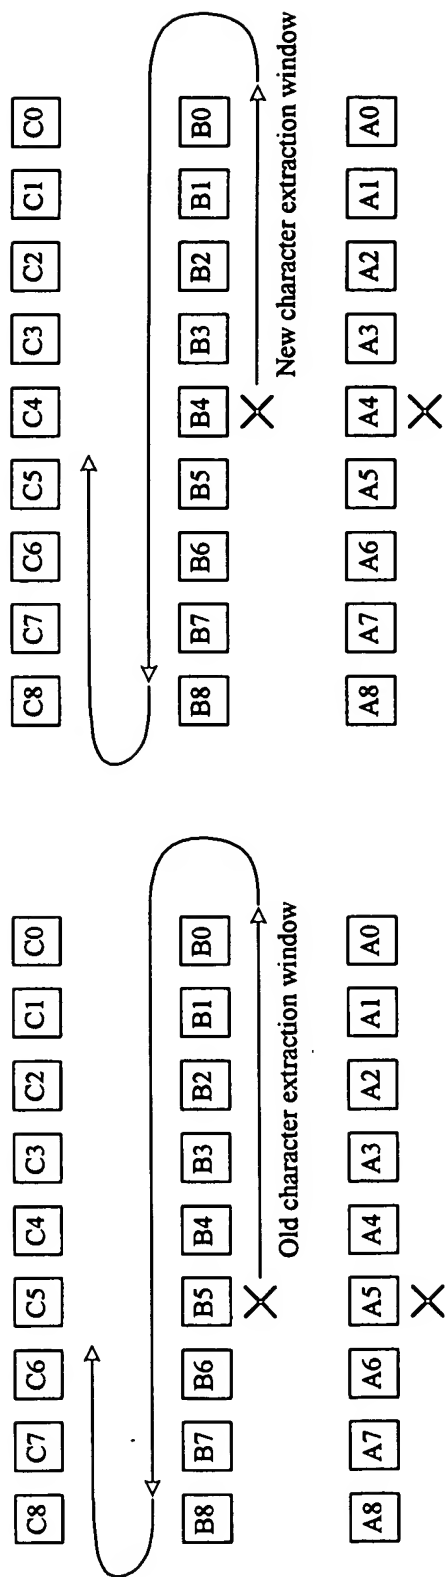 C8 C7 C6 C5 C4 C3 C2 C1 C0
B8 B7 B6 B5 B4 B3 B2 B1 B0
Old character extraction window
A8 A7 A6 A5 A4 A3 A2 A1 A0
C8 C7 C6 C5 C4 C3 C2 C1 C0
B8 B7 B6 B5 B4 B3 B2 B1 B0
New character extraction window
A8 A7 A6 A5 A4 A3 A2 A1 A0